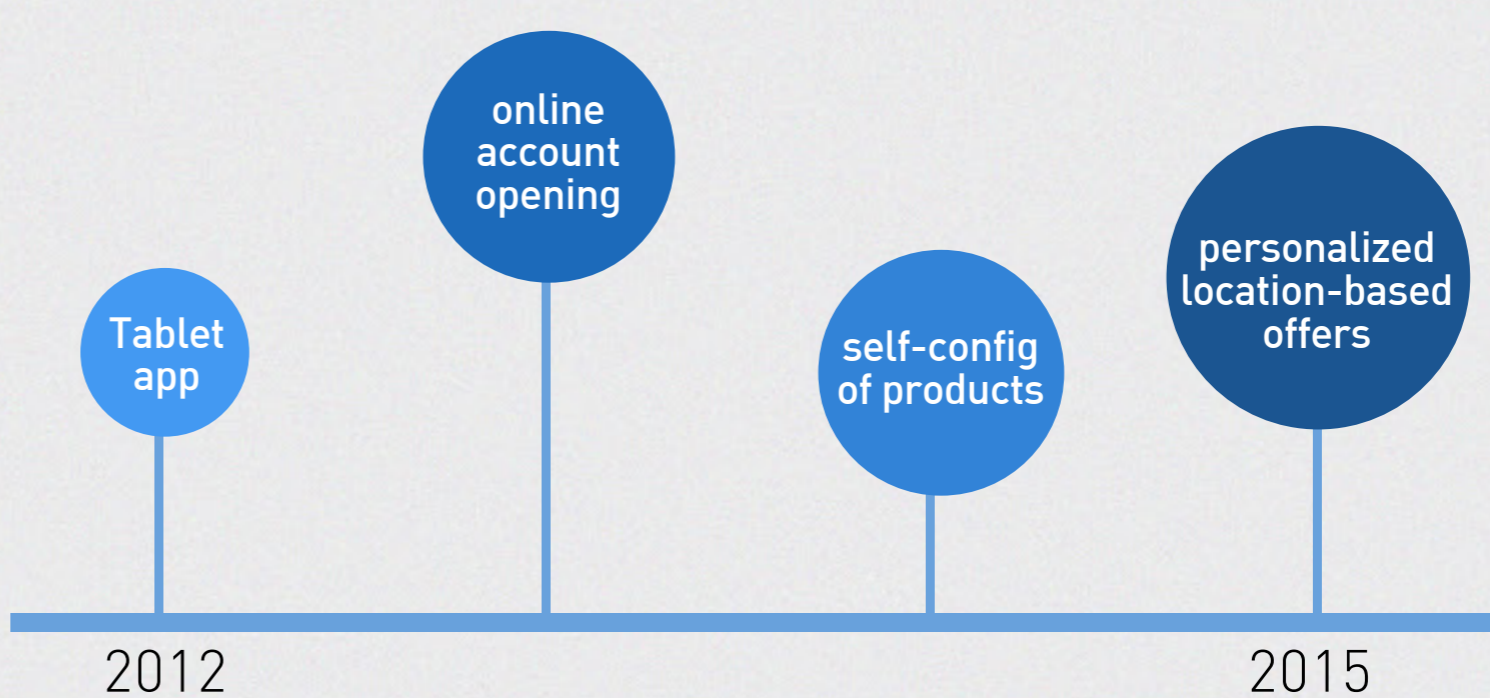 Tablet
app
online
account
opening
self-config
of products
personalized
location-based
offers
2012
2015